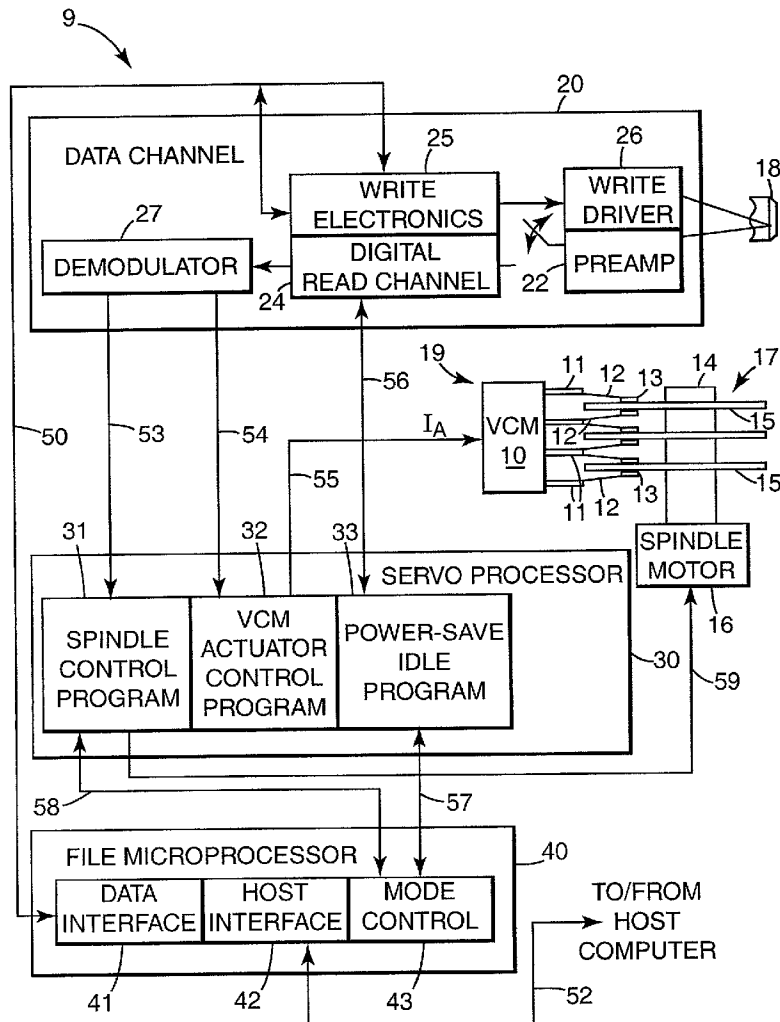 9
20
DATA CHANNEL
25
26
18
WRITE
ELECTRONICS
WRITE
DRIVER
27
DEMODULATOR
DIGITAL
READ CHANNEL
24
22
PREAMP
19
11
12
13
14
17
50
53
54
56
I_A
VCM
10
12
15
55
11
12
13
15
31
32
33
SERVO PROCESSOR
SPINDLE
MOTOR
16
SPINDLE
CONTROL
PROGRAM
VCM
ACTUATOR
CONTROL
PROGRAM
POWER-SAVE
IDLE
PROGRAM
30
59
58
57
FILE MICROPROCESSOR
40
DATA
INTERFACE
HOST
INTERFACE
MODE
CONTROL
TO/FROM
HOST
COMPUTER
41
42
43
52